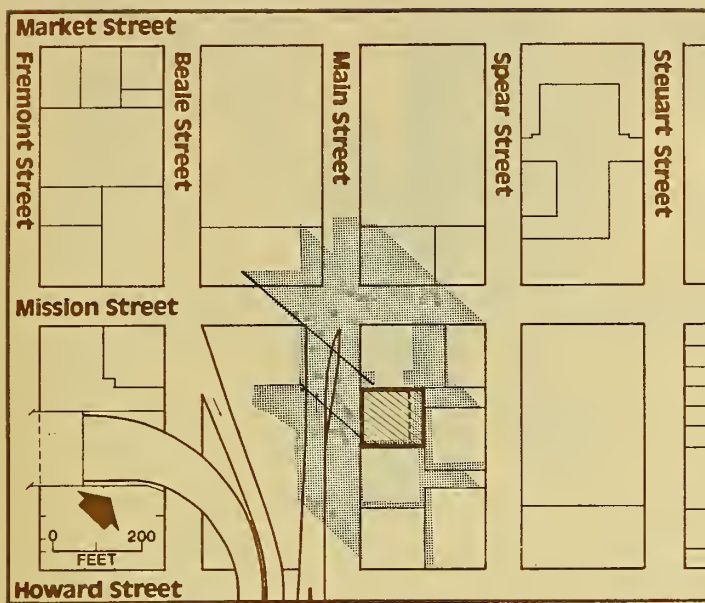 Market Street
Fremont Street
Beale Street
Main Street
Spear Street
Steuart Street
Mission Street
0 200
FEET
Howard Street